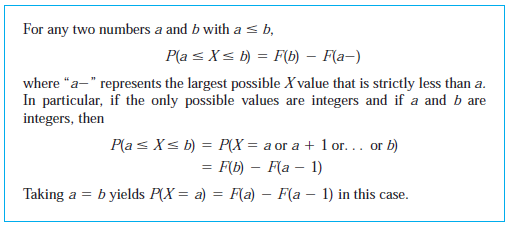 For any two numbers a and b with a ≤ b,
P(a ≤ X ≤ b) = F(b) − F(a−)
where “a−” represents the largest possible X value that is strictly less than a.
In particular, if the only possible values are integers and if a and b are
integers, then
P(a ≤ X ≤ b) = P(X = a or a + 1 or. . . or b)
= F(b) − F(a − 1)
Taking a = b yields P(X = a) = F(a) − F(a − 1) in this case.